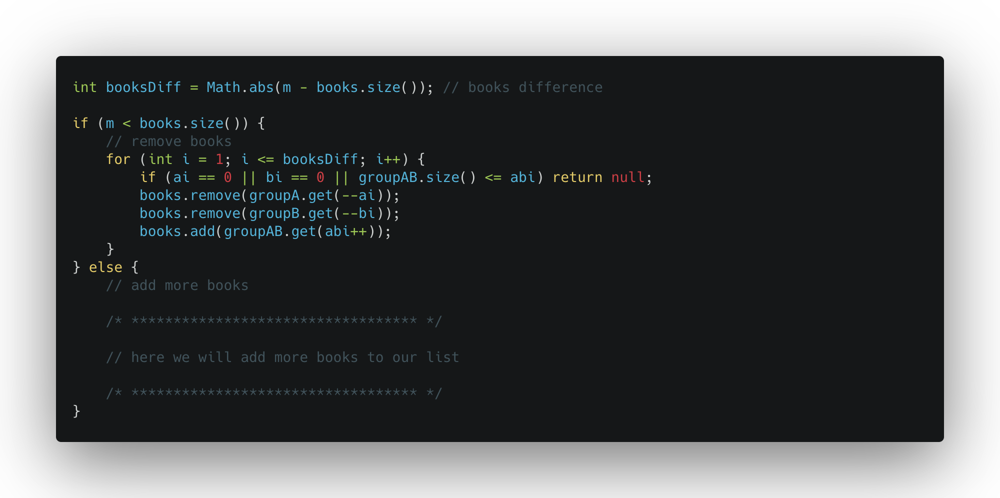 int booksDiff = Math.abs(m - books.size()); // books difference

if (m < books.size()) {
    // remove books
    for (int i = 1; i <= booksDiff; i++) {
        if (ai == 0 || bi == 0 || groupAB.size() <= abi) return null;
        books.remove(groupA.get(--ai));
        books.remove(groupB.get(--bi));
        books.add(groupAB.get(abi++));
    }
} else {
    // add more books

    /* ********************************** */

    // here we will add more books to our list

    /* ********************************** */
}